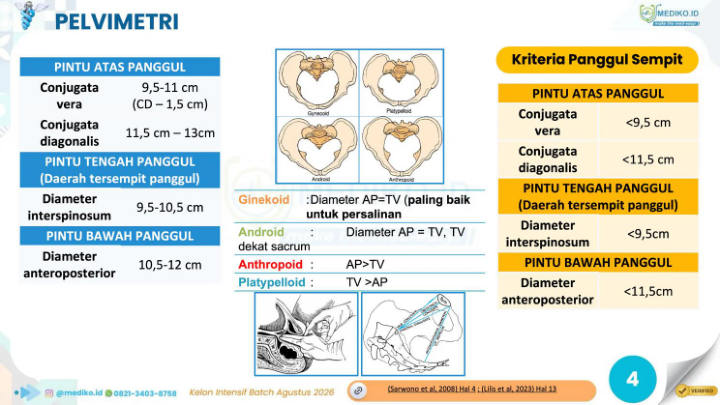 PELVIMETRI
MEDIKO.ID
PINTU ATAS PANGGUL
Conjugata
vera
9,5-11 cm
(CD – 1,5 cm)
Conjugata
diagonalis
11,5 cm – 13cm
PINTU TENGAH PANGGUL
(Daerah tersempit panggul)
Diameter
interspinosum
9,5-10,5 cm
PINTU BAWAH PANGGUL
Diameter
anteroposterior
10,5-12 cm
Gynecoid
Platypelloid
Android
Anthropoid
Ginekoid :Diameter AP=TV (paling baik
untuk persalinan
Android : Diameter AP = TV, TV
dekat sacrum
Anthropoid : AP>TV
Platypelloid : TV >AP
Kriteria Panggul Sempit
PINTU ATAS PANGGUL
Conjugata
vera
<9,5 cm
Conjugata
diagonalis
<11,5 cm
PINTU TENGAH PANGGUL
(Daerah tersempit panggul)
Diameter
interspinosum
<9,5cm
PINTU BAWAH PANGGUL
Diameter
anteroposterior
<11,5cm
@mediko.id 0821-3403-8758
Kelan Intensif Batch Agustus 2026
(Sarwono et al, 2008) Hal 4 ; (Lilis et al, 2023) Hal 13
4
VERIFIED